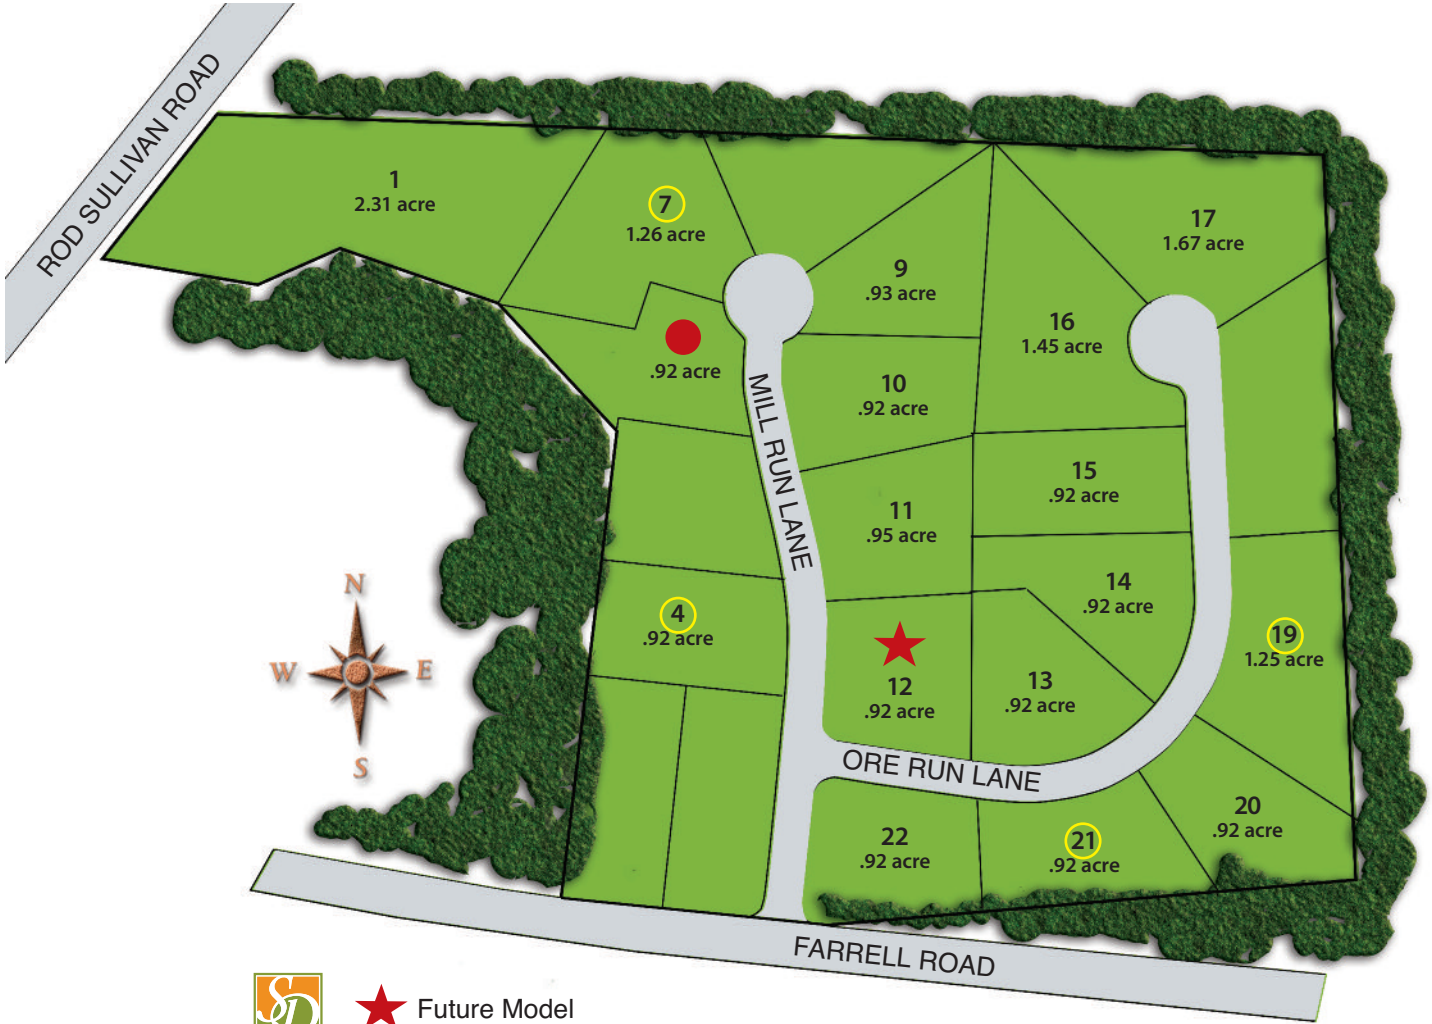 ROD SULLIVAN ROAD
1
2.31 acre
7
1.26 acre
17
1.67 acre
9
.93 acre
16
1.45 acre
.92 acre
10
.92 acre
MILL RUN LANE
15
.92 acre
11
.95 acre
14
.92 acre
N
W
E
S
4
.92 acre
19
1.25 acre
12
.92 acre
13
.92 acre
ORE RUN LANE
20
.92 acre
22
.92 acre
21
.92 acre
FARRELL ROAD
SD
Future Model